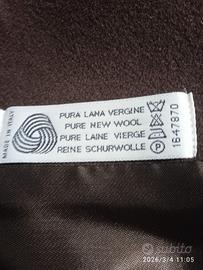 MADE IN ITALY
PURA LANA VERGINE
PURE NEW WOOL
PURE LAINE VIERGE
REINE SCHURWOLLE
P
1647870
subito
2026/3/4 11:05